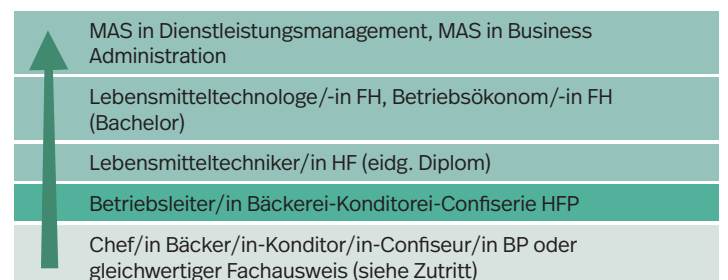 MAS in Dienstleistungsmanagement, MAS in Business
Administration
Lebensmitteltechnologe/-in FH, Betriebsökonom/-in FH
(Bachelor)
Lebensmitteltechniker/in HF (eidg. Diplom)
Betriebsleiter/in Bäckerei-Konditorei-Confiserie HFP
Chef/in Bäcker/in-Konditor/in-Confiseur/in BP oder
gleichwertiger Fachausweis (siehe Zutritt)